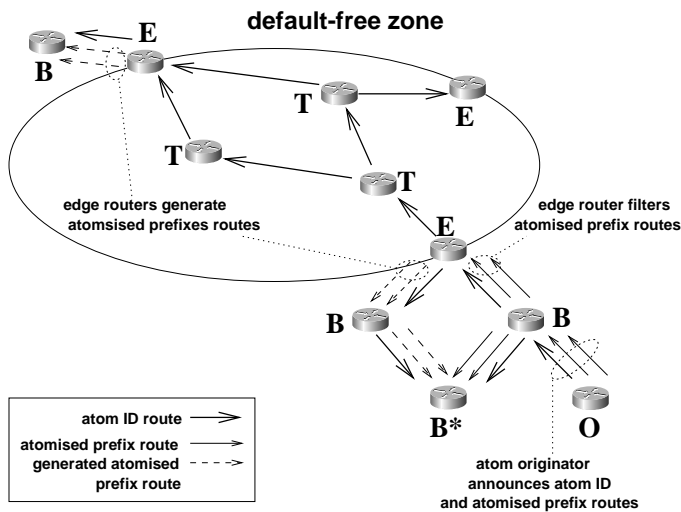 default-free zone
E
B
T
E
T
T
edge routers generate
atomsised prefixes routes
edge router filters
atomised prefix routes
E
B
B
B*
O
atom ID route
atomised prefix route
generated atomised
prefix route
atom originator
announces atom ID
and atomised prefix routes